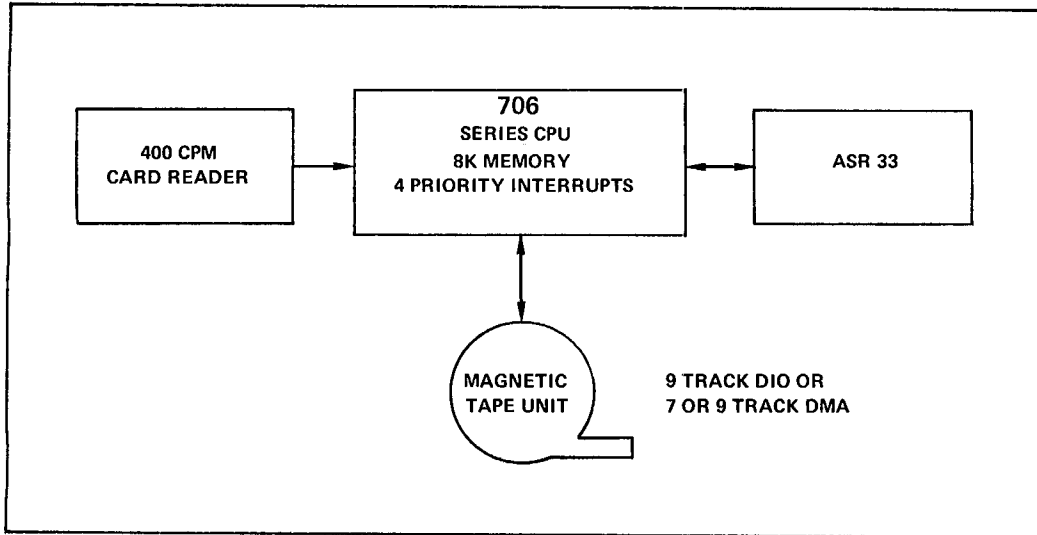 400 CPM
CARD READER
706
SERIES CPU
8K MEMORY
4 PRIORITY INTERRUPTS
ASR 33
MAGNETIC
TAPE UNIT
9 TRACK DIO OR
7 OR 9 TRACK DMA